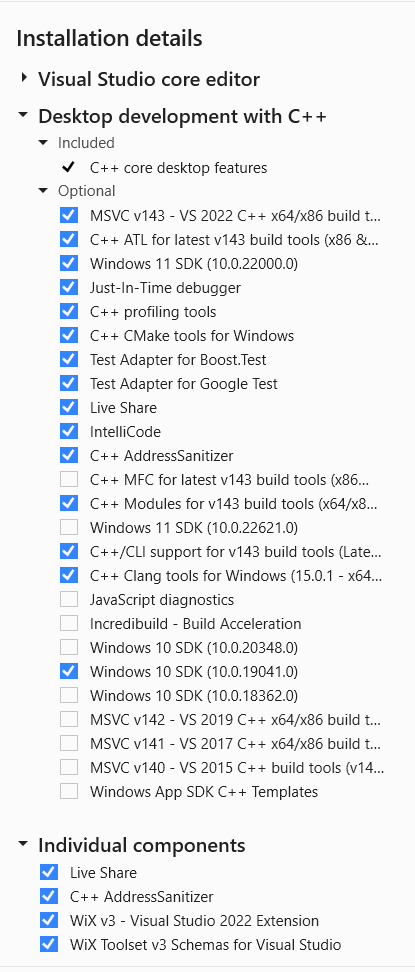 Installation details
Visual Studio core editor
Desktop development with C++
Included
C++ core desktop features
Optional
MSVC v143 - VS 2022 C++ x64/x86 build t...
C++ ATL for latest v143 build tools (x86 &...
Windows 11 SDK (10.0.22000.0)
Just-In-Time debugger
C++ profiling tools
C++ CMake tools for Windows
Test Adapter for Boost.Test
Test Adapter for Google Test
Live Share
IntelliCode
C++ AddressSanitizer
C++ MFC for latest v143 build tools (x86...
C++ Modules for v143 build tools (x64/x8...
Windows 11 SDK (10.0.22621.0)
C++/CLI support for v143 build tools (Late...
C++ Clang tools for Windows (15.0.1 - x64...
JavaScript diagnostics
Incredibuild - Build Acceleration
Windows 10 SDK (10.0.20348.0)
Windows 10 SDK (10.0.19041.0)
Windows 10 SDK (10.0.18362.0)
MSVC v142 - VS 2019 C++ x64/x86 build t...
MSVC v141 - VS 2017 C++ x64/x86 build t...
MSVC v140 - VS 2015 C++ build tools (v14...
Windows App SDK C++ Templates
Individual components
Live Share
C++ AddressSanitizer
WiX v3 - Visual Studio 2022 Extension
WiX Toolset v3 Schemas for Visual Studio